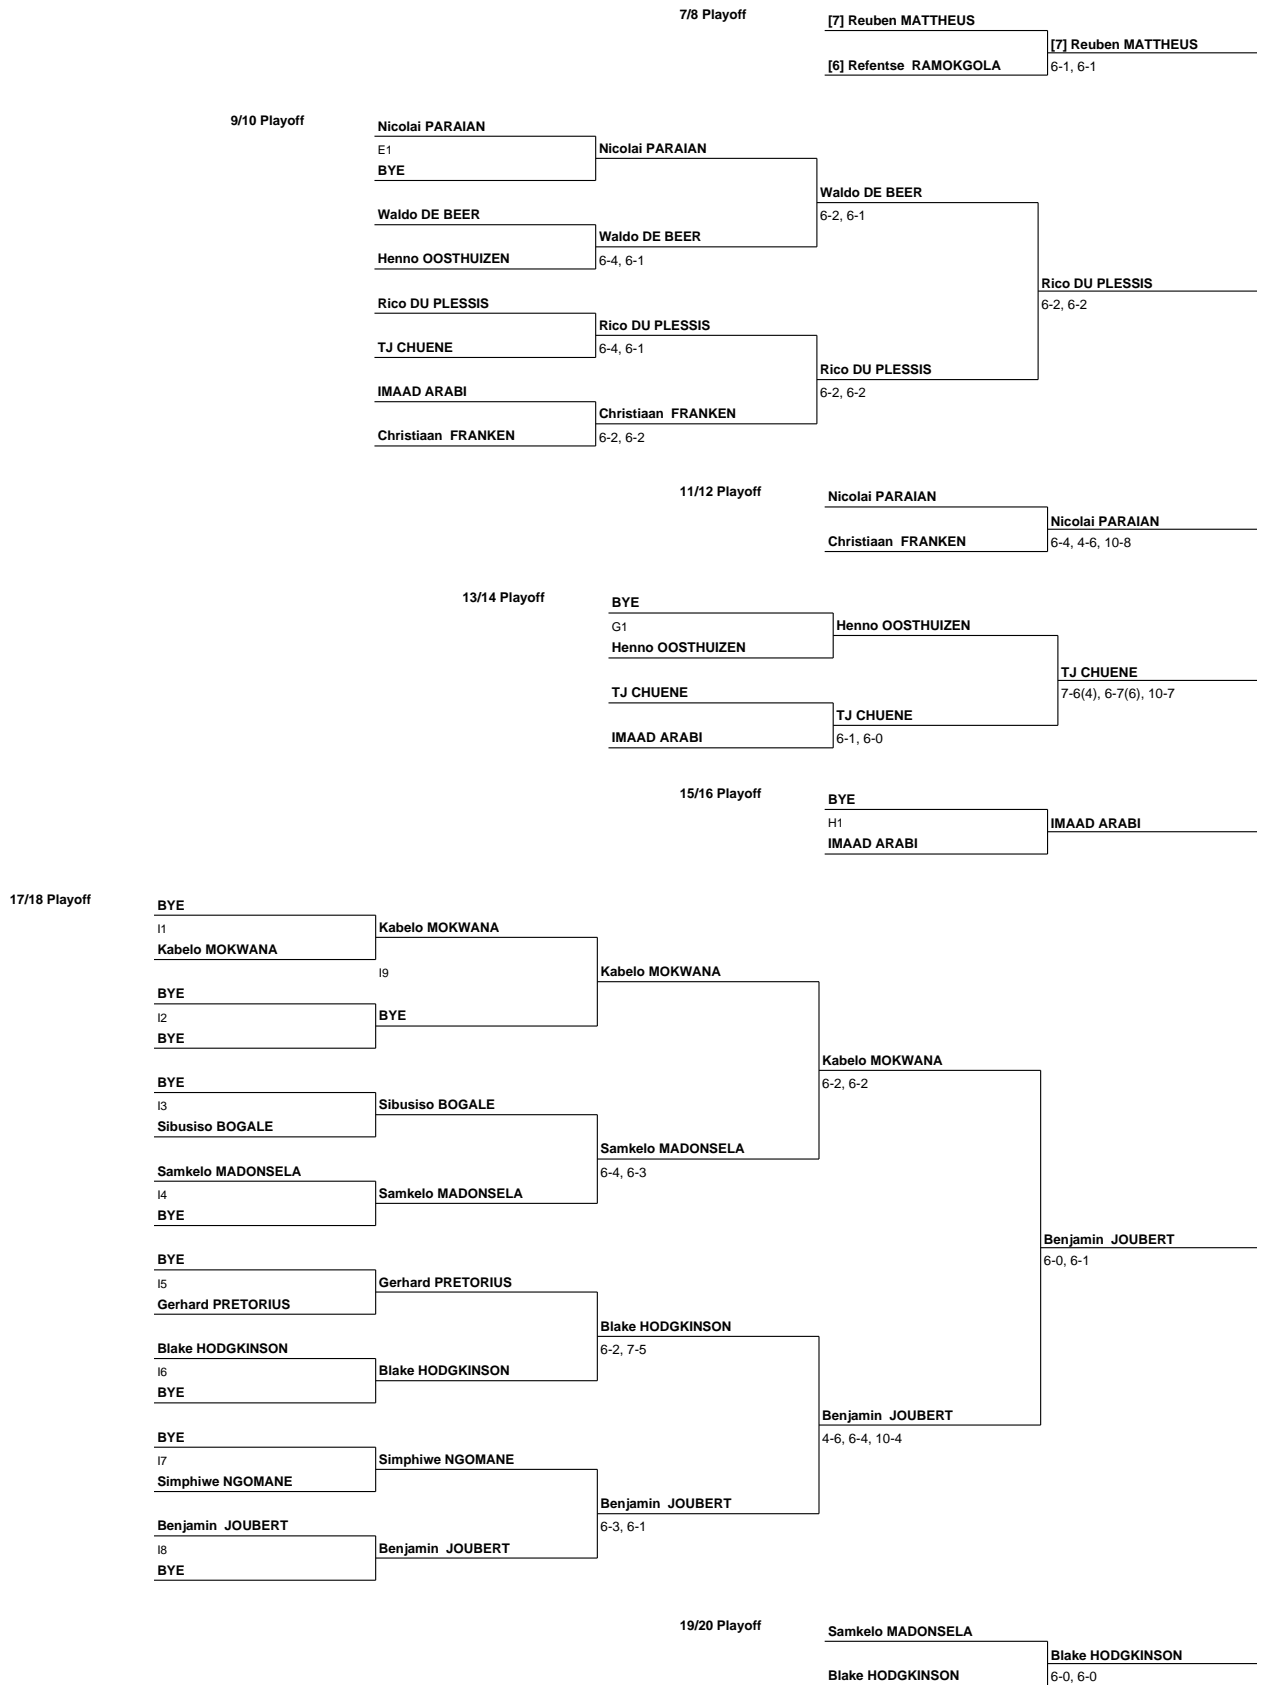 7/8 Playoff
[7] Reuben MATTHEUS
[7] Reuben MATTHEUS
[6] Refentse RAMOKGOLA
6-1, 6-1
9/10 Playoff
Nicolai PARAIAN
E1
Nicolai PARAIAN
BYE
Waldo DE BEER
6-2, 6-1
Waldo DE BEER
Waldo DE BEER
Henno OOSTHUIZEN
6-4, 6-1
Rico DU PLESSIS
6-2, 6-2
Rico DU PLESSIS
Rico DU PLESSIS
TJ CHUENE
6-4, 6-1
Rico DU PLESSIS
6-2, 6-2
IMAAD ARABI
Christiaan FRANKEN
Christiaan FRANKEN
6-2, 6-2
11/12 Playoff
Nicolai PARAIAN
Nicolai PARAIAN
Christiaan FRANKEN
6-4, 4-6, 10-8
13/14 Playoff
BYE
G1
Henno OOSTHUIZEN
Henno OOSTHUIZEN
TJ CHUENE
7-6(4), 6-7(6), 10-7
TJ CHUENE
TJ CHUENE
IMAAD ARABI
6-1, 6-0
15/16 Playoff
BYE
H1
IMAAD ARABI
IMAAD ARABI
17/18 Playoff
BYE
I1
Kabelo MOKWANA
Kabelo MOKWANA
I9
Kabelo MOKWANA
BYE
I2
BYE
BYE
Kabelo MOKWANA
6-2, 6-2
BYE
I3
Sibusiso BOGALE
Sibusiso BOGALE
Samkelo MADONSELA
6-4, 6-3
Samkelo MADONSELA
I4
Samkelo MADONSELA
BYE
Benjamin JOUBERT
6-0, 6-1
BYE
I5
Gerhard PRETORIUS
Gerhard PRETORIUS
Blake HODGKINSON
6-2, 7-5
Blake HODGKINSON
I6
Blake HODGKINSON
BYE
Benjamin JOUBERT
4-6, 6-4, 10-4
BYE
I7
Simphiwe NGOMANE
Simphiwe NGOMANE
Benjamin JOUBERT
6-3, 6-1
Benjamin JOUBERT
I8
Benjamin JOUBERT
BYE
19/20 Playoff
Samkelo MADONSELA
Blake HODGKINSON
Blake HODGKINSON
6-0, 6-0